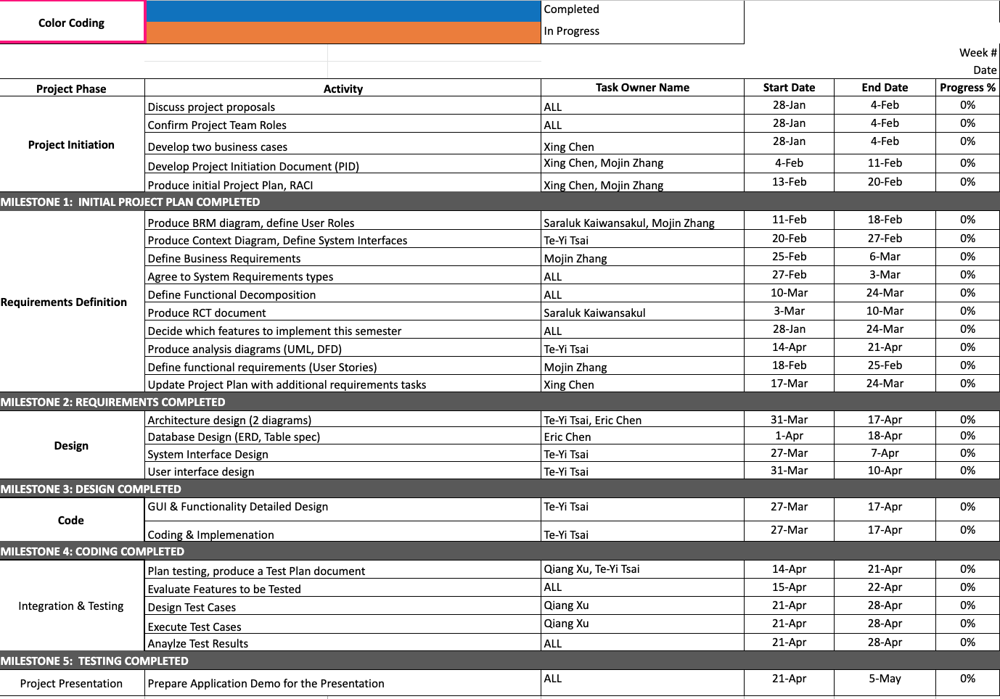 Color Coding
Completed
In Progress
Week #
Date
Project Phase Activity Task Owner Name Start Date End Date Progress %
Project Initiation
Discuss project proposals ALL 28-Jan 4-Feb 0%
Confirm Project Team Roles ALL 28-Jan 4-Feb 0%
Develop two business cases Xing Chen 28-Jan 4-Feb 0%
Develop Project Initiation Document (PID) Xing Chen, Mojin Zhang 4-Feb 11-Feb 0%
Produce initial Project Plan, RACI Xing Chen, Mojin Zhang 13-Feb 20-Feb 0%
MILESTONE 1:  INITIAL PROJECT PLAN COMPLETED
Requirements Definition
Produce BRM diagram, define User Roles Saraluk Kaiwansakul, Mojin Zhang 11-Feb 18-Feb 0%
Produce Context Diagram, Define System Interfaces Te-Yi Tsai 20-Feb 27-Feb 0%
Define Business Requirements Mojin Zhang 25-Feb 6-Mar 0%
Agree to System Requirements types ALL 27-Feb 3-Mar 0%
Define Functional Decomposition ALL 10-Mar 24-Mar 0%
Produce RCT document Saraluk Kaiwansakul 3-Mar 10-Mar 0%
Decide which features to implement this semester ALL 28-Jan 24-Mar 0%
Produce analysis diagrams (UML, DFD) Te-Yi Tsai 14-Apr 21-Apr 0%
Define functional requirements (User Stories) Mojin Zhang 18-Feb 25-Feb 0%
Update Project Plan with additional requirements tasks Xing Chen 17-Mar 24-Mar 0%
MILESTONE 2: REQUIREMENTS COMPLETED
Design
Architecture design (2 diagrams) Te-Yi Tsai, Eric Chen 31-Mar 17-Apr 0%
Database Design (ERD, Table spec) Eric Chen 1-Apr 18-Apr 0%
System Interface Design Te-Yi Tsai 27-Mar 7-Apr 0%
User interface design Te-Yi Tsai 31-Mar 10-Apr 0%
MILESTONE 3: DESIGN COMPLETED
Code
GUI & Functionality Detailed Design Te-Yi Tsai 27-Mar 17-Apr 0%
Coding & Implemenation Te-Yi Tsai 27-Mar 17-Apr 0%
MILESTONE 4: CODING COMPLETED
Integration & Testing
Plan testing, produce a Test Plan document Qiang Xu, Te-Yi Tsai 14-Apr 21-Apr 0%
Evaluate Features to be Tested ALL 15-Apr 22-Apr 0%
Design Test Cases Qiang Xu 21-Apr 28-Apr 0%
Execute Test Cases Qiang Xu 21-Apr 28-Apr 0%
Anaylze Test Results ALL 21-Apr 28-Apr 0%
MILESTONE 5:  TESTING COMPLETED
Project Presentation Prepare Application Demo for the Presentation ALL 21-Apr 5-May 0%